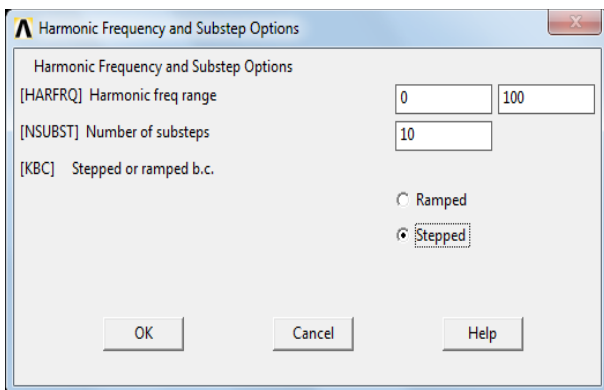 Harmonic Frequency and Substep Options
Harmonic Frequency and Substep Options
[HARFRQ] Harmonic freq range 0 100
[NSUBST] Number of substeps 10
[KBC] Stepped or ramped b.c.
Ramped
Stepped
OK Cancel Help